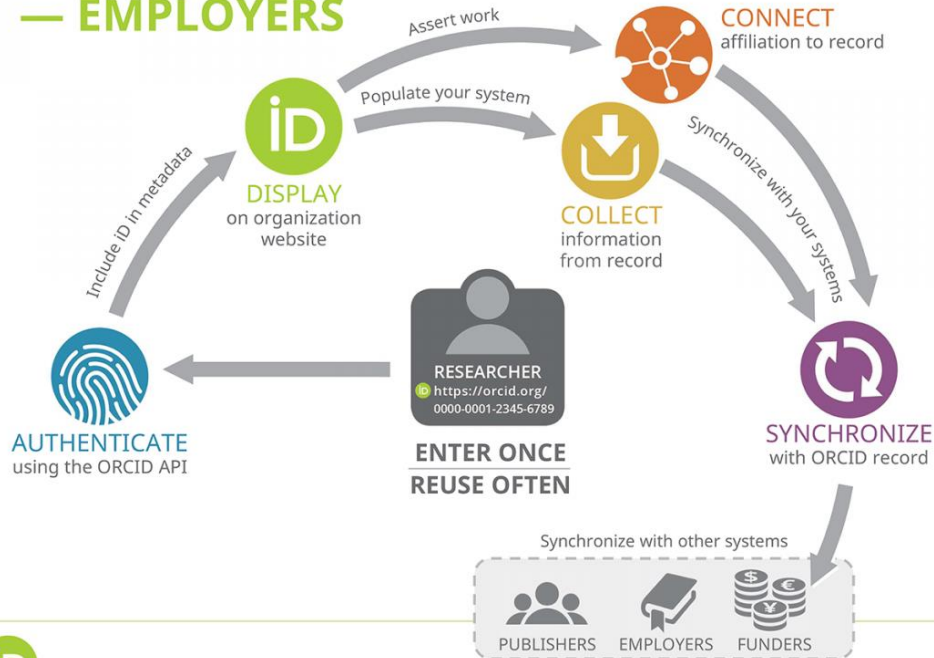 — EMPLOYERS
Assert work
CONNECT
affiliation to record
Populate your system
iD
DISPLAY
on organization
website
Include iD in metadata
COLLECT
information
from record
Synchronize with your systems
RESEARCHER
iD https://orcid.org/
0000-0001-2345-6789
ENTER ONCE
REUSE OFTEN
AUTHENTICATE
using the ORCID API
SYNCHRONIZE
with ORCID record
Synchronize with other systems
$ € ¥
PUBLISHERS EMPLOYERS FUNDERS